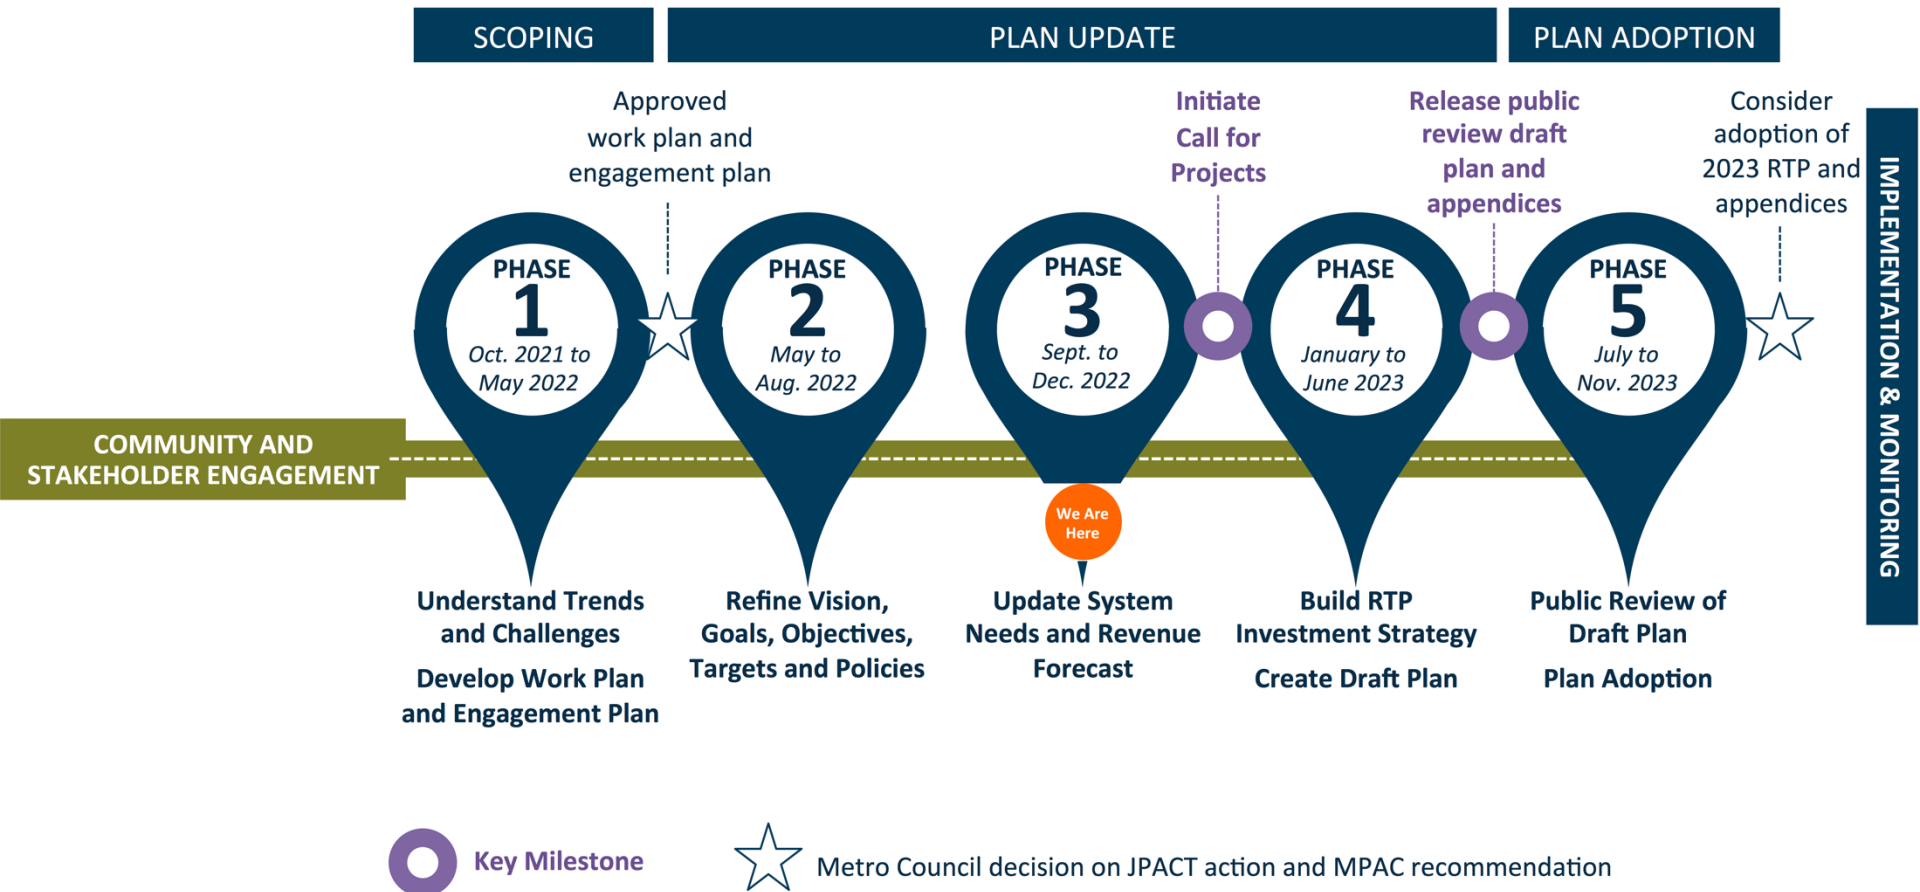 SCOPING
PLAN UPDATE
PLAN ADOPTION
Approved
work plan and
engagement plan
Initiate
Call for
Projects
Release public
review draft
plan and
appendices
Consider
adoption of
2023 RTP and
appendices
PHASE
1
Oct. 2021 to
May 2022
PHASE
2
May to
Aug. 2022
PHASE
3
Sept. to
Dec. 2022
PHASE
4
January to
June 2023
PHASE
5
July to
Nov. 2023
IMPLEMENTATION & MONITORING
COMMUNITY AND
STAKEHOLDER ENGAGEMENT
We Are
Here
Understand Trends
and Challenges
Develop Work Plan
and Engagement Plan
Refine Vision,
Goals, Objectives,
Targets and Policies
Update System
Needs and Revenue
Forecast
Build RTP
Investment Strategy
Create Draft Plan
Public Review of
Draft Plan
Plan Adoption
Key Milestone
Metro Council decision on JPACT action and MPAC recommendation